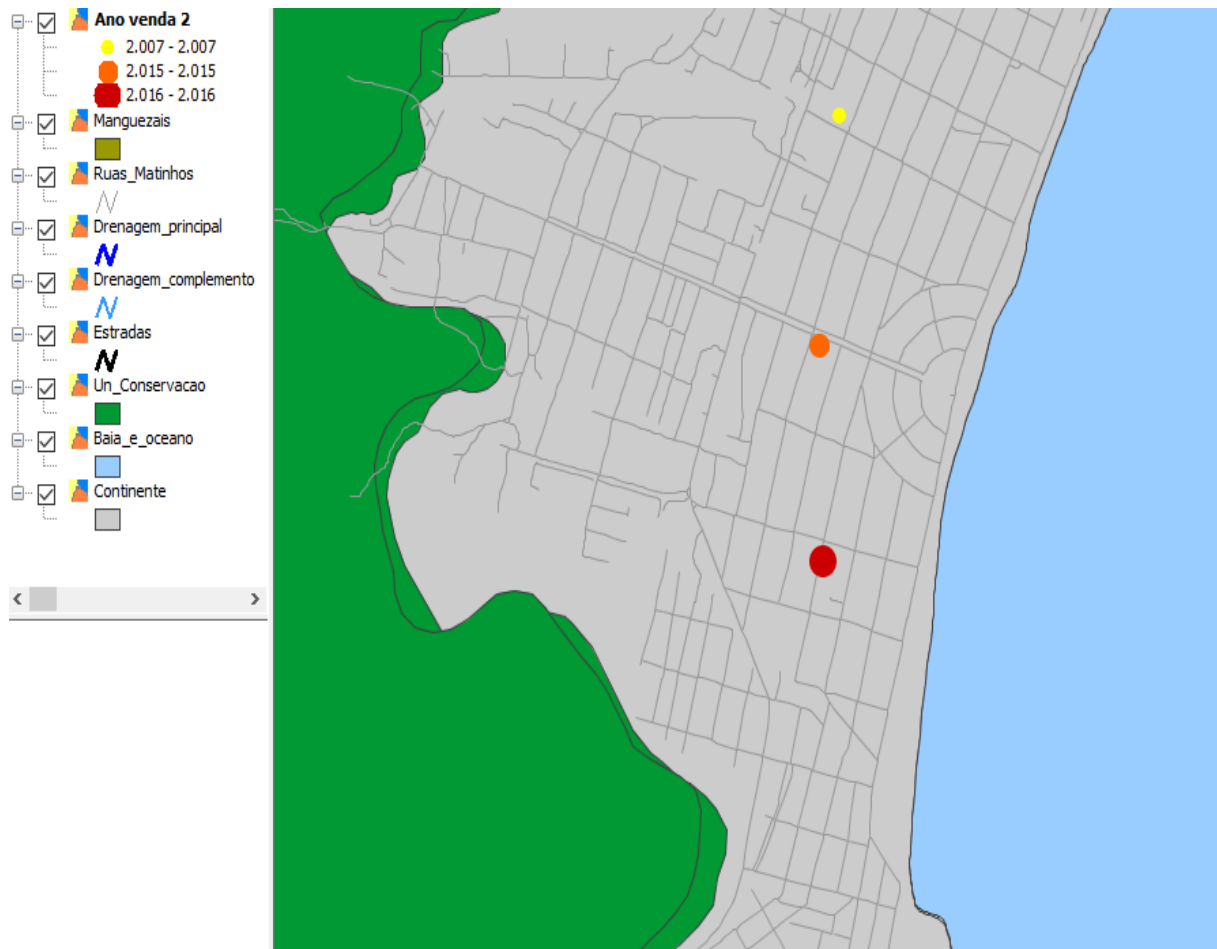 Ano venda 2
2.007 - 2.007
2.015 - 2.015
2.016 - 2.016
Manguezais
Ruas_Matinhos
Drenagem_principal
Drenagem_complemento
Estradas
Un_Conservacao
Baia_e_oceano
Continente